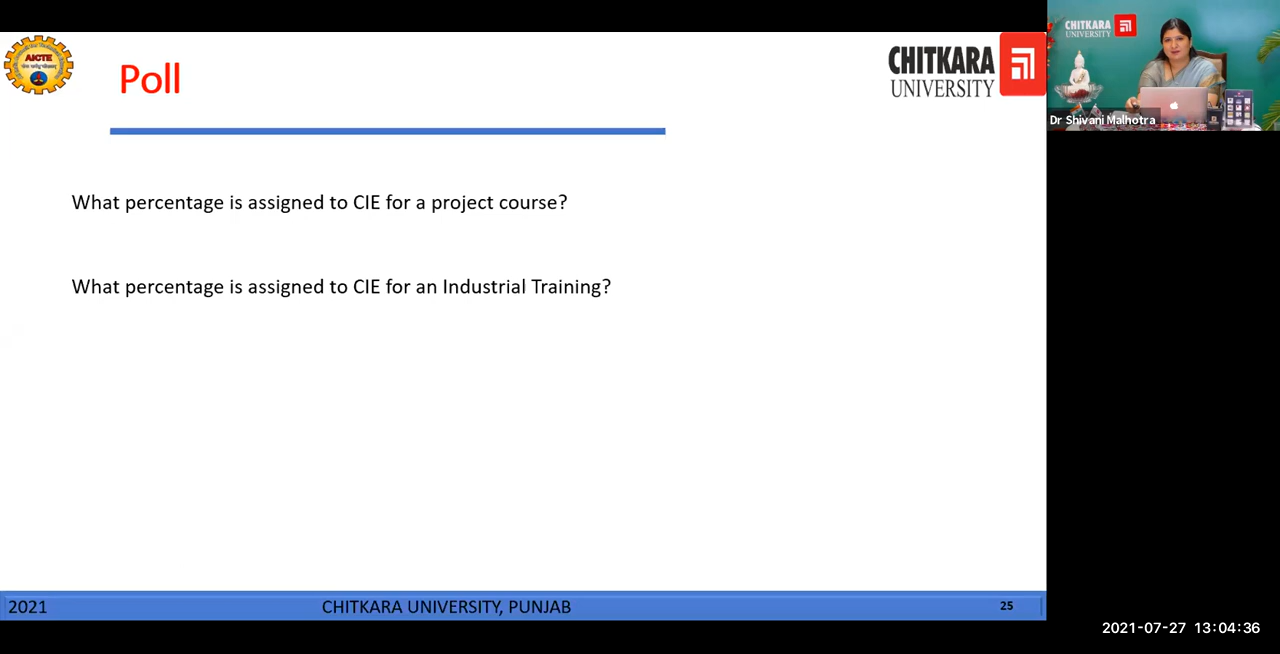 AICTE
Poll
CHITKARA
UNIVERSITY
CHITKARA
UNIVERSITY
Dr Shivani Malhotra
What percentage is assigned to CIE for a project course?
What percentage is assigned to CIE for an Industrial Training?
2021
CHITKARA UNIVERSITY, PUNJAB
25
2021-07-27 13:04:36